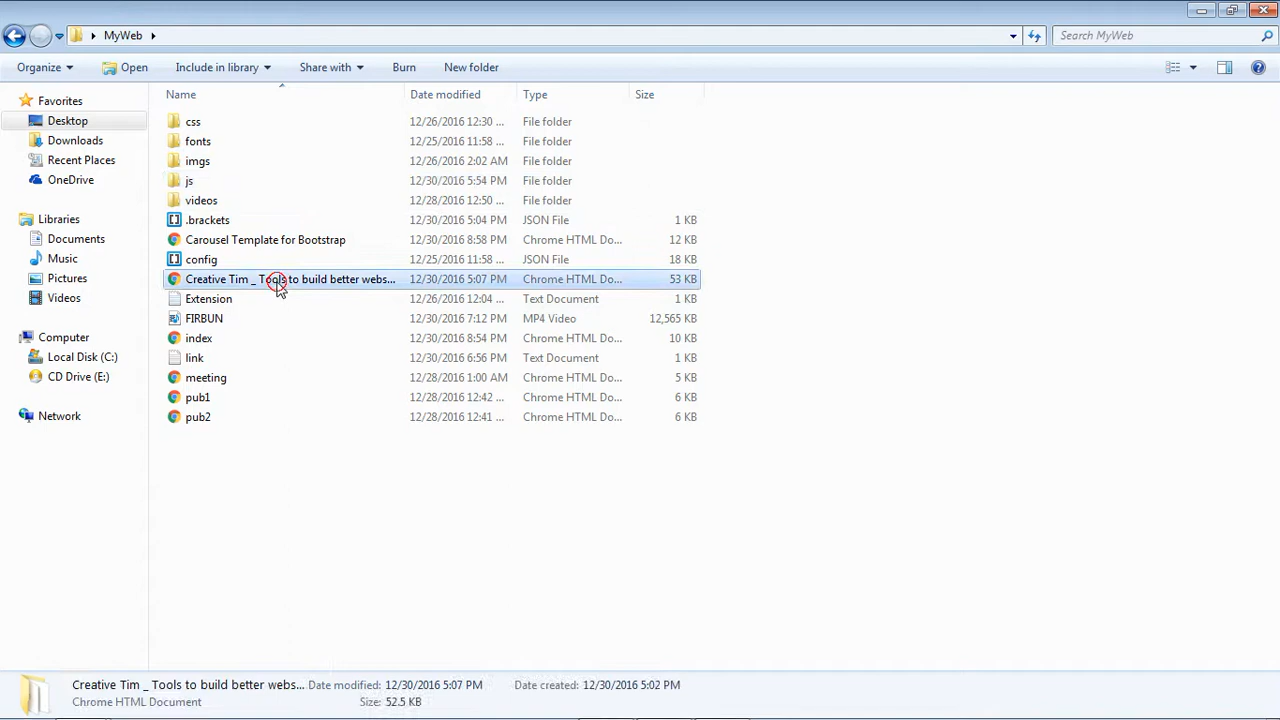 MyWeb
Search MyWeb
Organize Open Include in library Share with Burn New folder
Name Date modified Type Size
Favorites
Desktop
Downloads
Recent Places
OneDrive
Libraries
Documents
Music
Pictures
Videos
Computer
Local Disk (C:)
CD Drive (E:)
Network
css 12/26/2016 12:30 ... File folder
fonts 12/25/2016 11:58 ... File folder
imgs 12/26/2016 2:02 AM File folder
js 12/30/2016 5:54 PM File folder
videos 12/28/2016 12:50 ... File folder
.brackets 12/30/2016 5:04 PM JSON File 1 KB
Carousel Template for Bootstrap 12/30/2016 8:58 PM Chrome HTML Do... 12 KB
config 12/25/2016 11:58 ... JSON File 18 KB
Creative Tim _ Tools to build better webs... 12/30/2016 5:07 PM Chrome HTML Do... 53 KB
Extension 12/26/2016 12:04 ... Text Document 1 KB
FIRBUN 12/30/2016 7:12 PM MP4 Video 12,565 KB
index 12/30/2016 8:54 PM Chrome HTML Do... 10 KB
link 12/30/2016 6:56 PM Text Document 1 KB
meeting 12/28/2016 1:00 AM Chrome HTML Do... 5 KB
pub1 12/28/2016 12:42 ... Chrome HTML Do... 6 KB
pub2 12/28/2016 12:41 ... Chrome HTML Do... 6 KB
Creative Tim _ Tools to build better webs... Date modified: 12/30/2016 5:07 PM Date created: 12/30/2016 5:02 PM
Chrome HTML Document Size: 52.5 KB